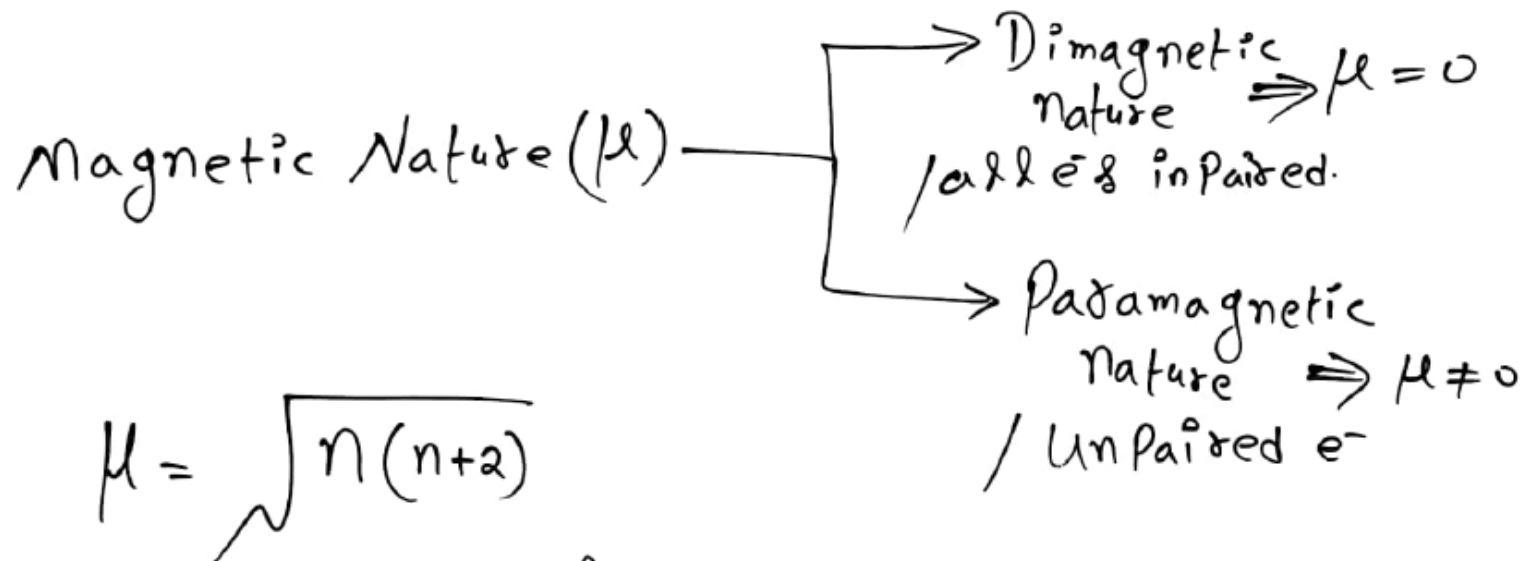 Dimagnetic
nature ⇒ μ = 0
Magnetic Nature (μ)
/all e⁻s in Paired.
Paramagnetic
nature ⇒ μ ≠ 0
/ UnPaired e⁻
μ = √n(n+2)